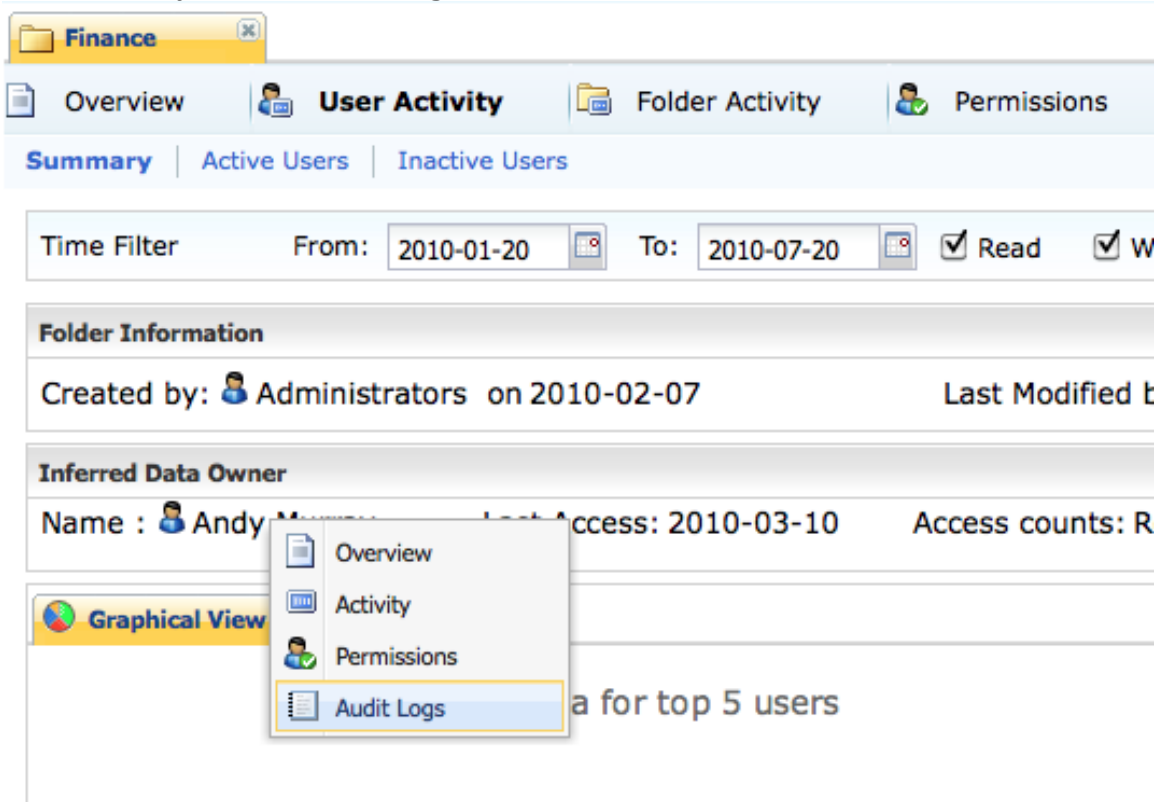 Finance
Overview User Activity Folder Activity Permissions
Summary Active Users Inactive Users
Time Filter From: 2010-01-20 To: 2010-07-20 Read
Folder Information
Created by: Administrators on 2010-02-07 Last Modified
Inferred Data Owner
Name : Andy Murray Last Access: 2010-03-10 Access counts:
Overview
Activity
Graphical View
Permissions
Audit Logs
for top 5 users